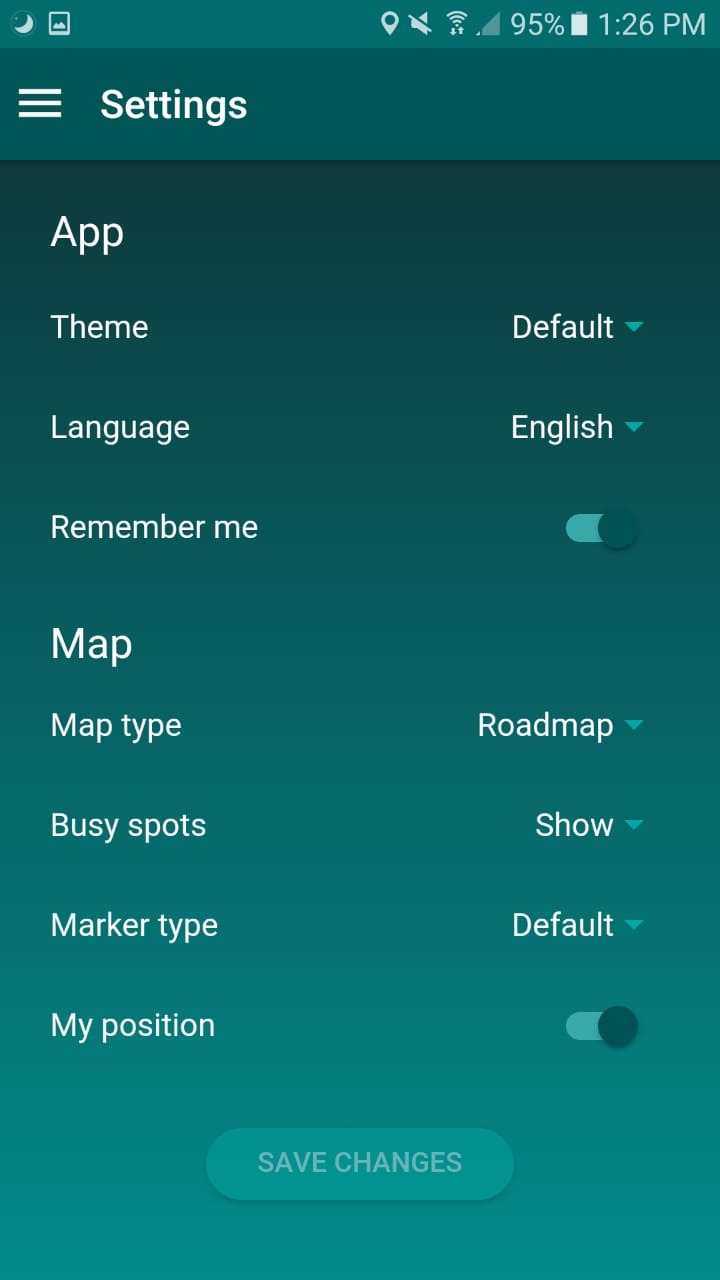 95% 1:26 PM
Settings
App
Theme Default
Language English
Remember me
Map
Map type Roadmap
Busy spots Show
Marker type Default
My position
SAVE CHANGES